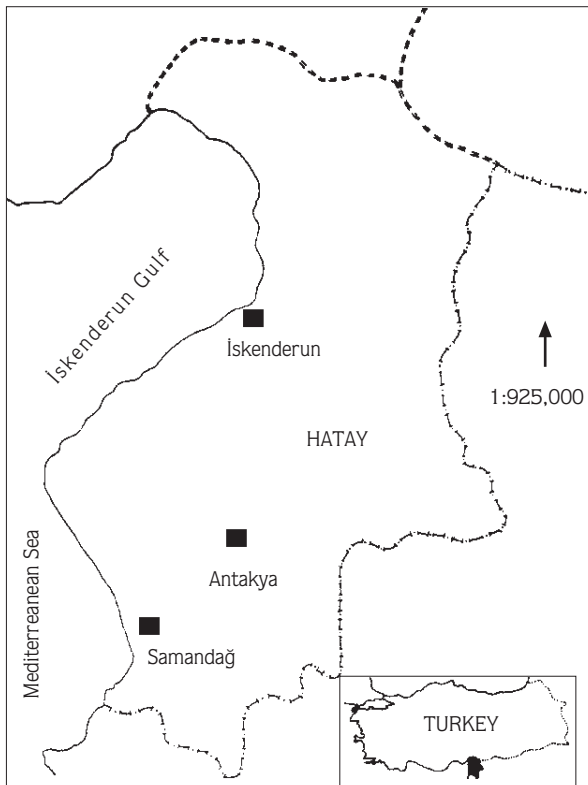 İskenderun Gulf
İskenderun
1:925,000
HATAY
Mediterreanean Sea
Antakya
Samandağ
TURKEY